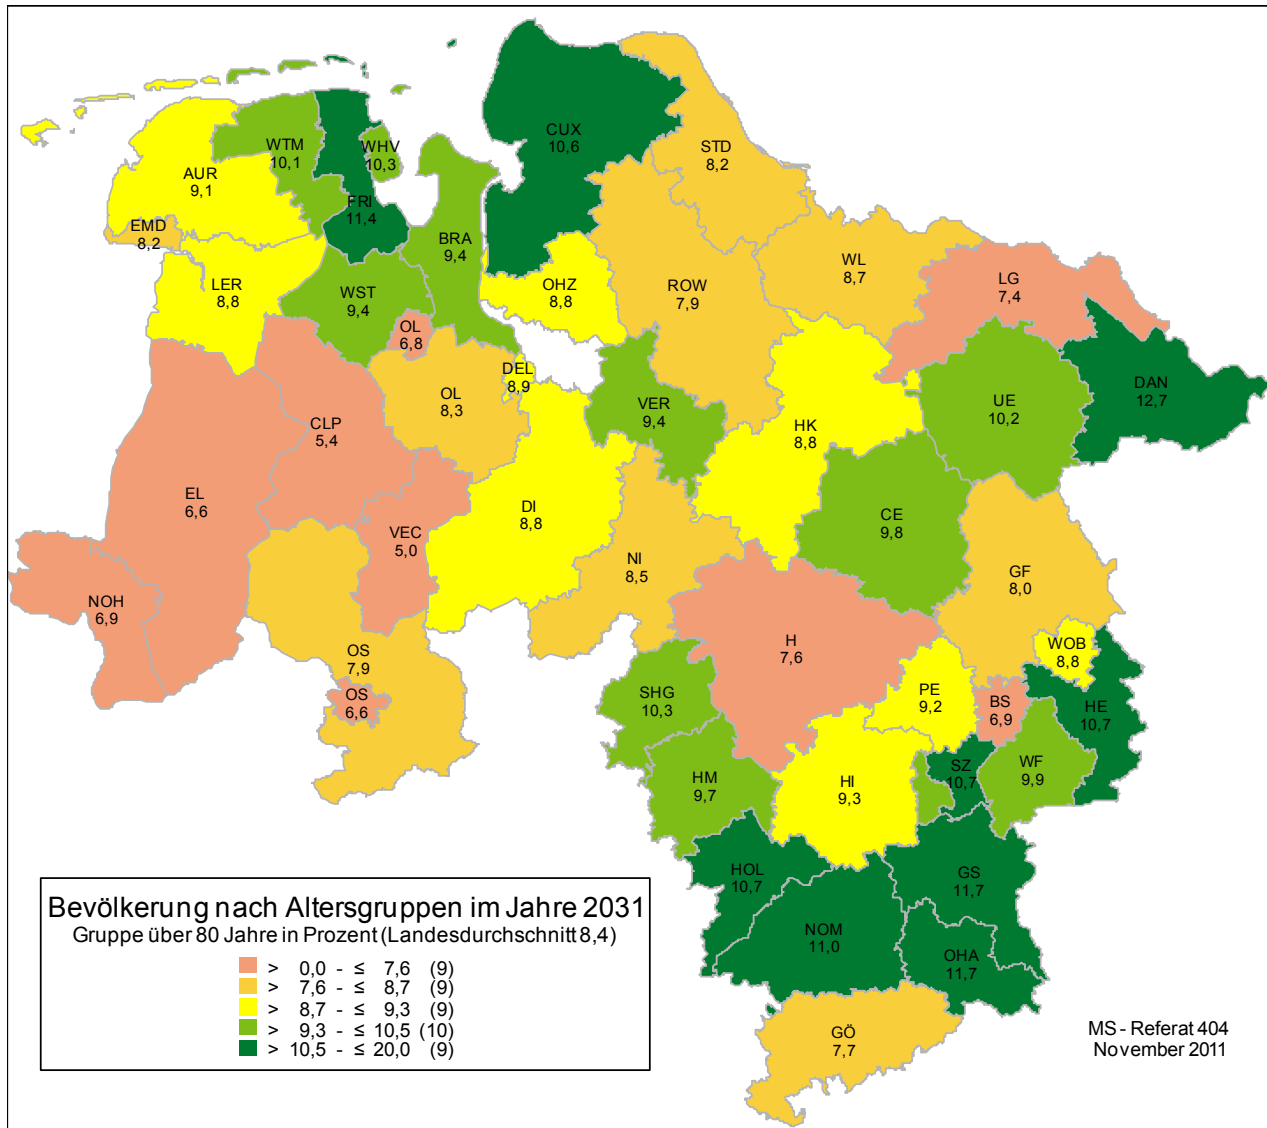 CUX
10,6
STD
8,2
WTM
10,1
WHV
10,3
AUR
9,1
FRI
11,4
EMD
8,2
BRA
9,4
LER
8,8
WST
9,4
OHZ
8,8
ROW
7,9
WL
8,7
LG
7,4
OL
6,8
DEL
8,9
OL
8,3
VER
9,4
HK
8,8
UE
10,2
DAN
12,7
CLP
5,4
EL
6,6
VEC
5,0
DI
8,8
NI
8,5
CE
9,8
GF
8,0
NOH
6,9
OS
7,9
OS
6,6
H
7,6
WOB
8,8
SHG
10,3
PE
9,2
BS
6,9
HE
10,7
HM
9,7
HI
9,3
SZ
10,7
WF
9,9
HOL
10,7
GS
11,7
NOM
11,0
OHA
11,7
GÖ
7,7
Bevölkerung nach Altersgruppen im Jahre 2031
Gruppe über 80 Jahre in Prozent (Landesdurchschnitt 8,4)
> 0,0 - ≤ 7,6 (9)
> 7,6 - ≤ 8,7 (9)
> 8,7 - ≤ 9,3 (9)
> 9,3 - ≤ 10,5 (10)
> 10,5 - ≤ 20,0 (9)
MS - Referat 404
November 2011